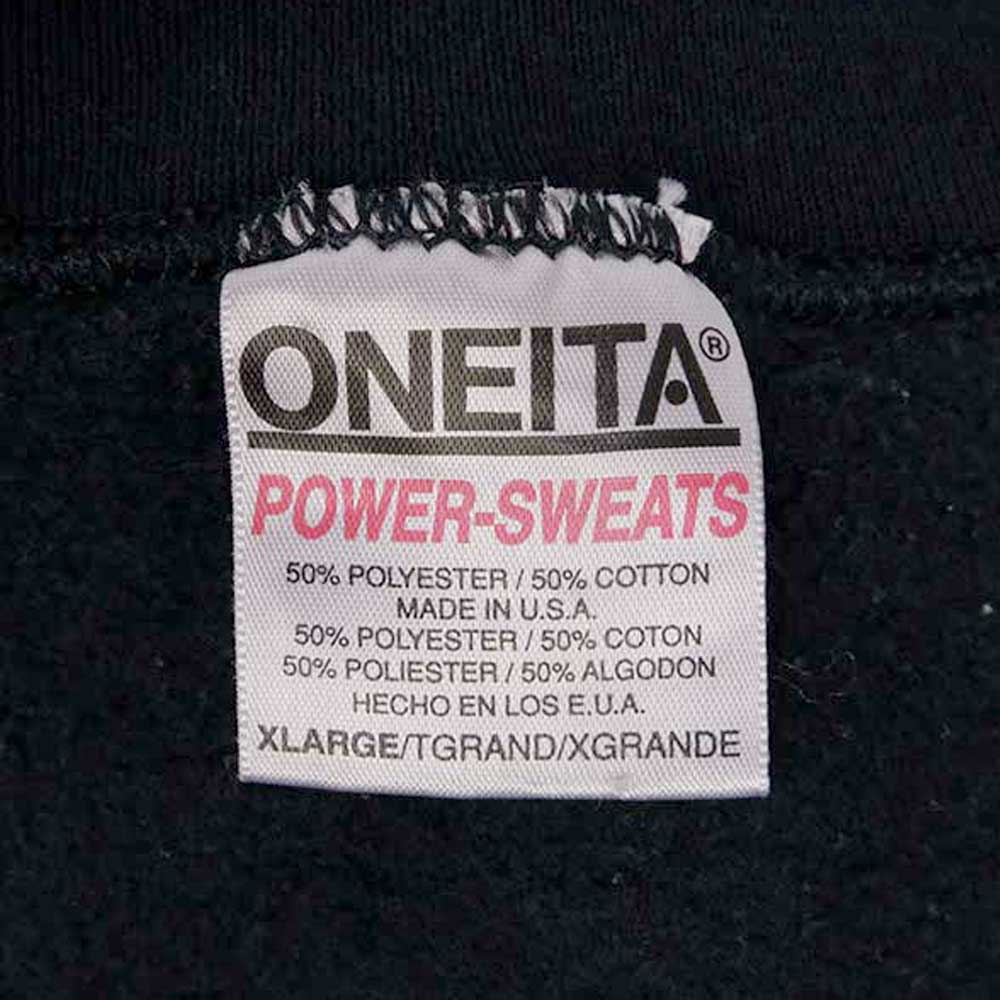 ONEITA®
POWER-SWEATS
50% POLYESTER / 50% COTTON
MADE IN U.S.A.
50% POLYESTER / 50% COTON
50% POLIESTER / 50% ALGODON
HECHO EN LOS E.U.A.
XLARGE/TGRAND/XGRANDE